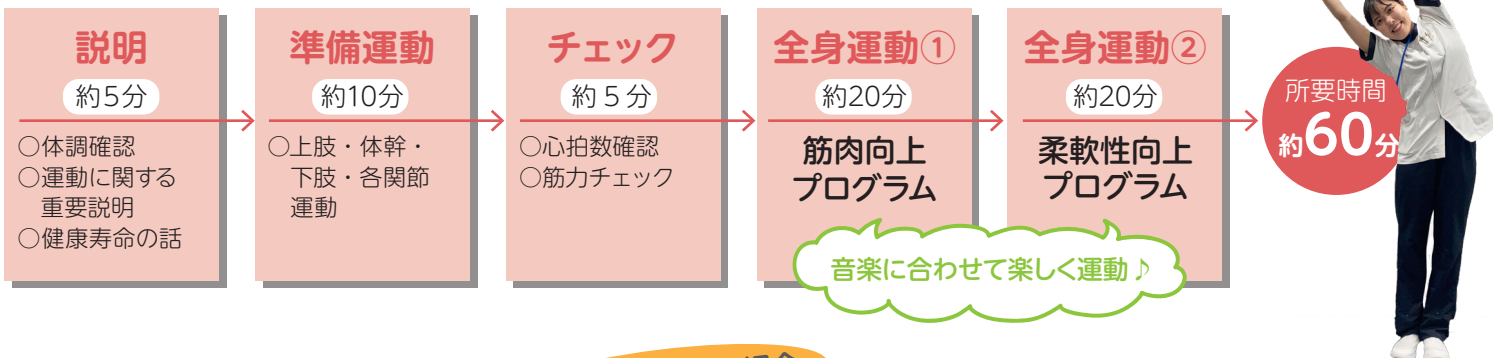 説明
約5分
○体調確認
○運動に関する
重要説明
○健康寿命の話
準備運動
約10分
○上肢・体幹・
下肢・各関節
運動
チェック
約5分
○心拍数確認
○筋力チェック
全身運動①
約20分
筋肉向上
プログラム
全身運動②
約20分
柔軟性向上
プログラム
音楽に合わせて楽しく運動♪
所要時間
約60分